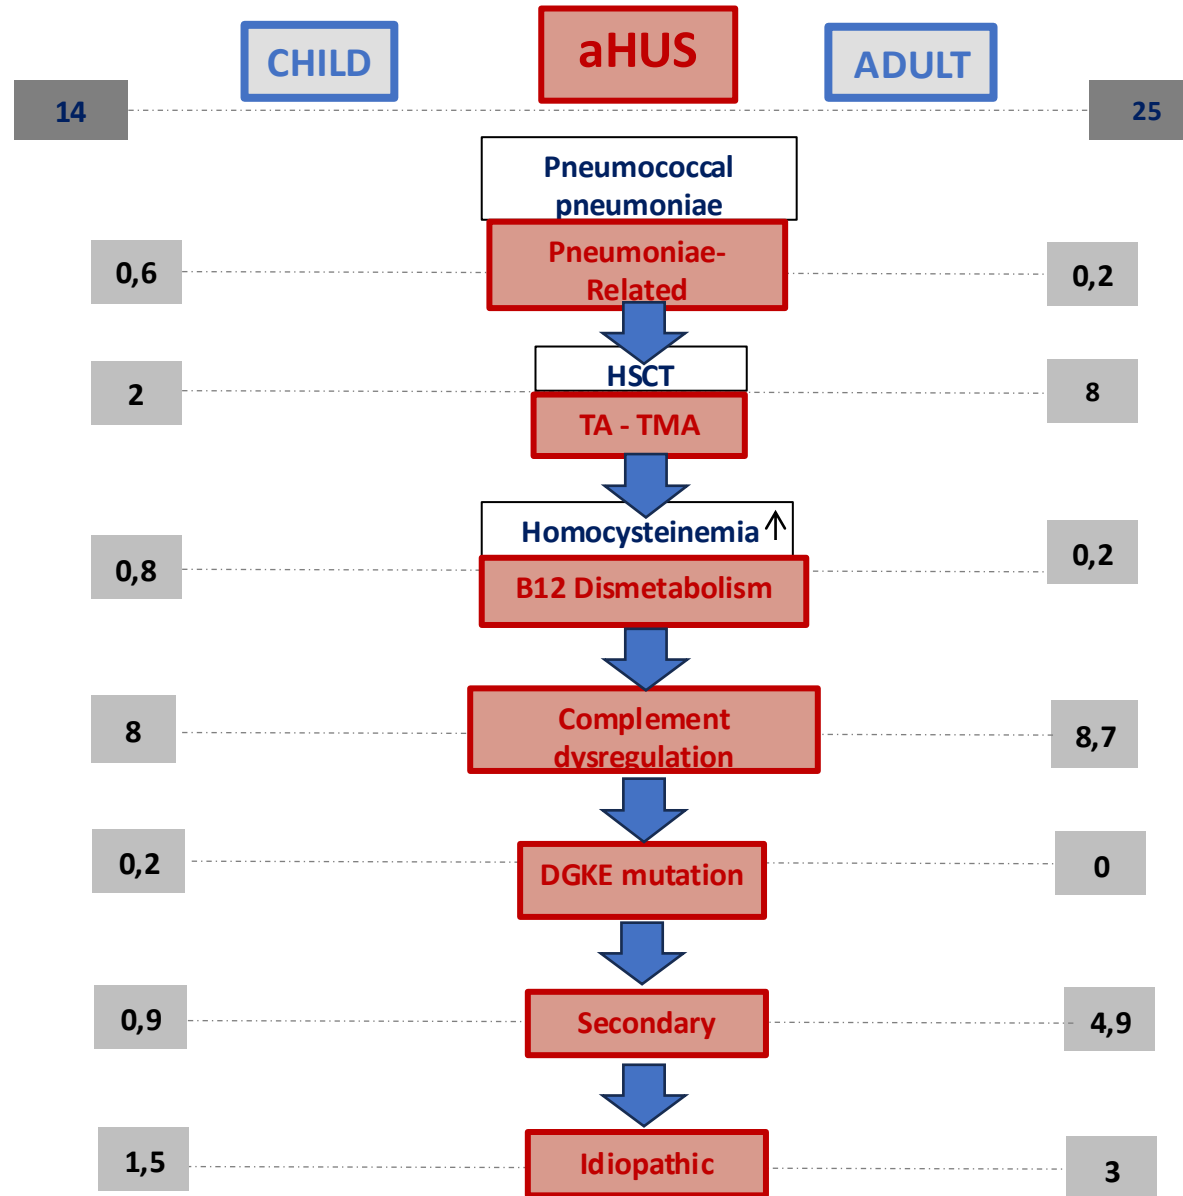 CHILD
aHUS
ADULT
14
25
Pneumococcal
pneumoniae
Pneumoniae-
Related
0,6
0,2
HSCT
2
8
TA - TMA
Homocysteinemia ↑
0,8
0,2
B12 Dismetabolism
Complement
dysregulation
8
8,7
0,2
DGKE mutation
0
0,9
Secondary
4,9
1,5
Idiopathic
3